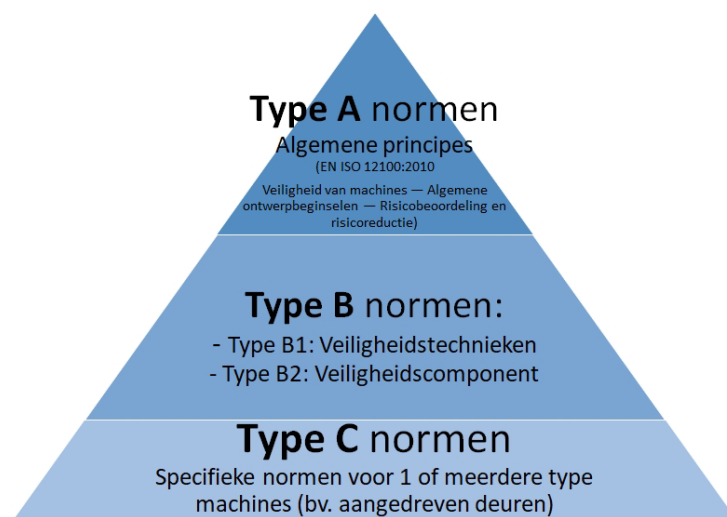 Type A normen
Algemene principes
(EN ISO 12100:2010
Veiligheid van machines — Algemene
ontwerpbeginselen — Risicobeoordeling en
risicoreductie)
Type B normen:
- Type B1: Veiligheidstechnieken
- Type B2: Veiligheidscomponent
Type C normen
Specifieke normen voor 1 of meerdere type
machines (bv. aangedreven deuren)